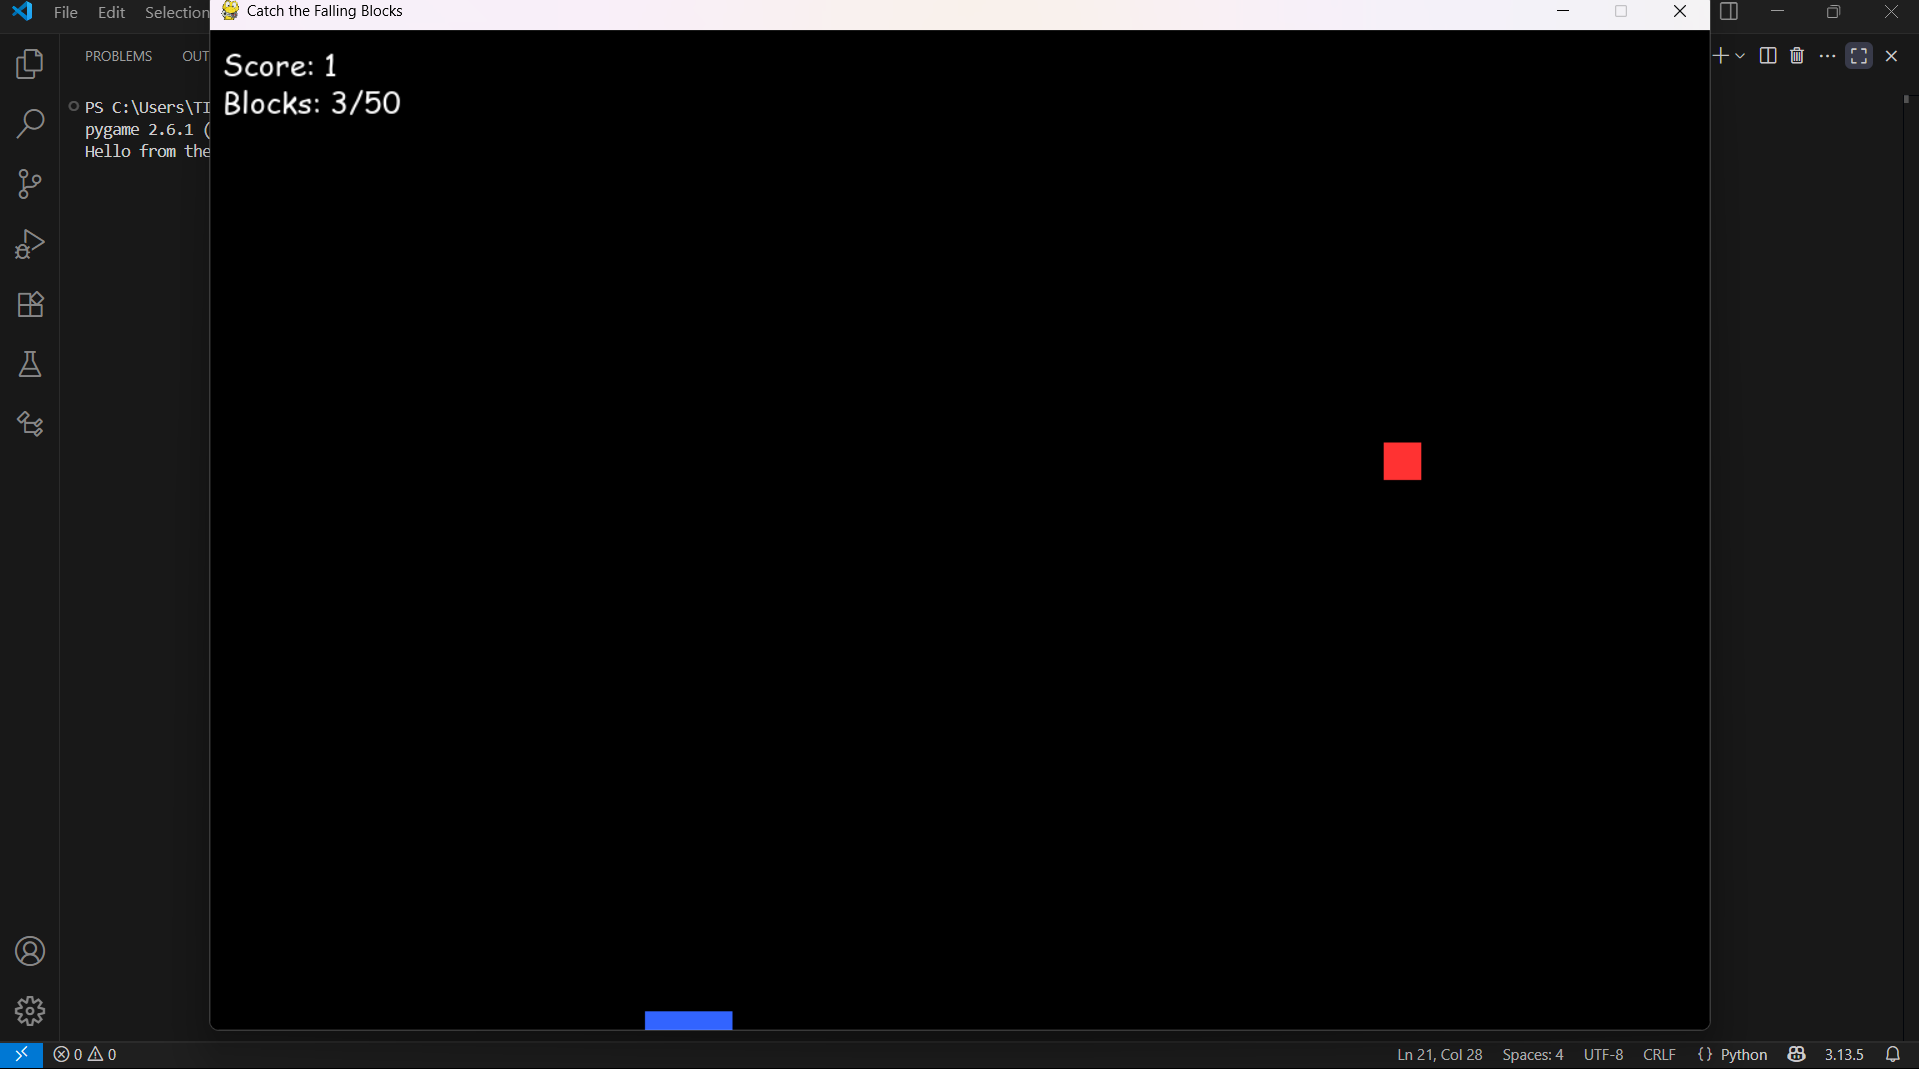 File Edit Selection
Catch the Falling Blocks
PROBLEMS OUT
Score: 1
Blocks: 3/50
PS C:\Users\TI
pygame 2.6.1 (
Hello from the
0 0
Ln 21, Col 28 Spaces: 4 UTF-8 CRLF {} Python 3.13.5